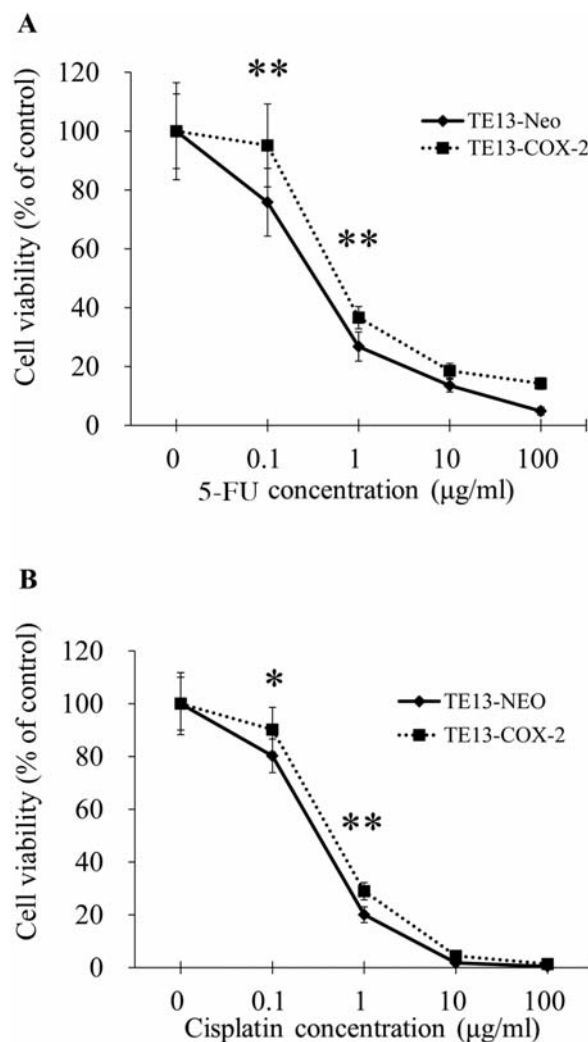 A
120
100
80
60
40
20
0
Cell viability (% of control)
**
**
TE13-Neo
TE13-COX-2
0 0.1 1 10 100
5-FU concentration (µg/ml)
B
120
100
80
60
40
20
0
Cell viability (% of control)
*
**
TE13-NEO
TE13-COX-2
0 0.1 1 10 100
Cisplatin concentration (µg/ml)